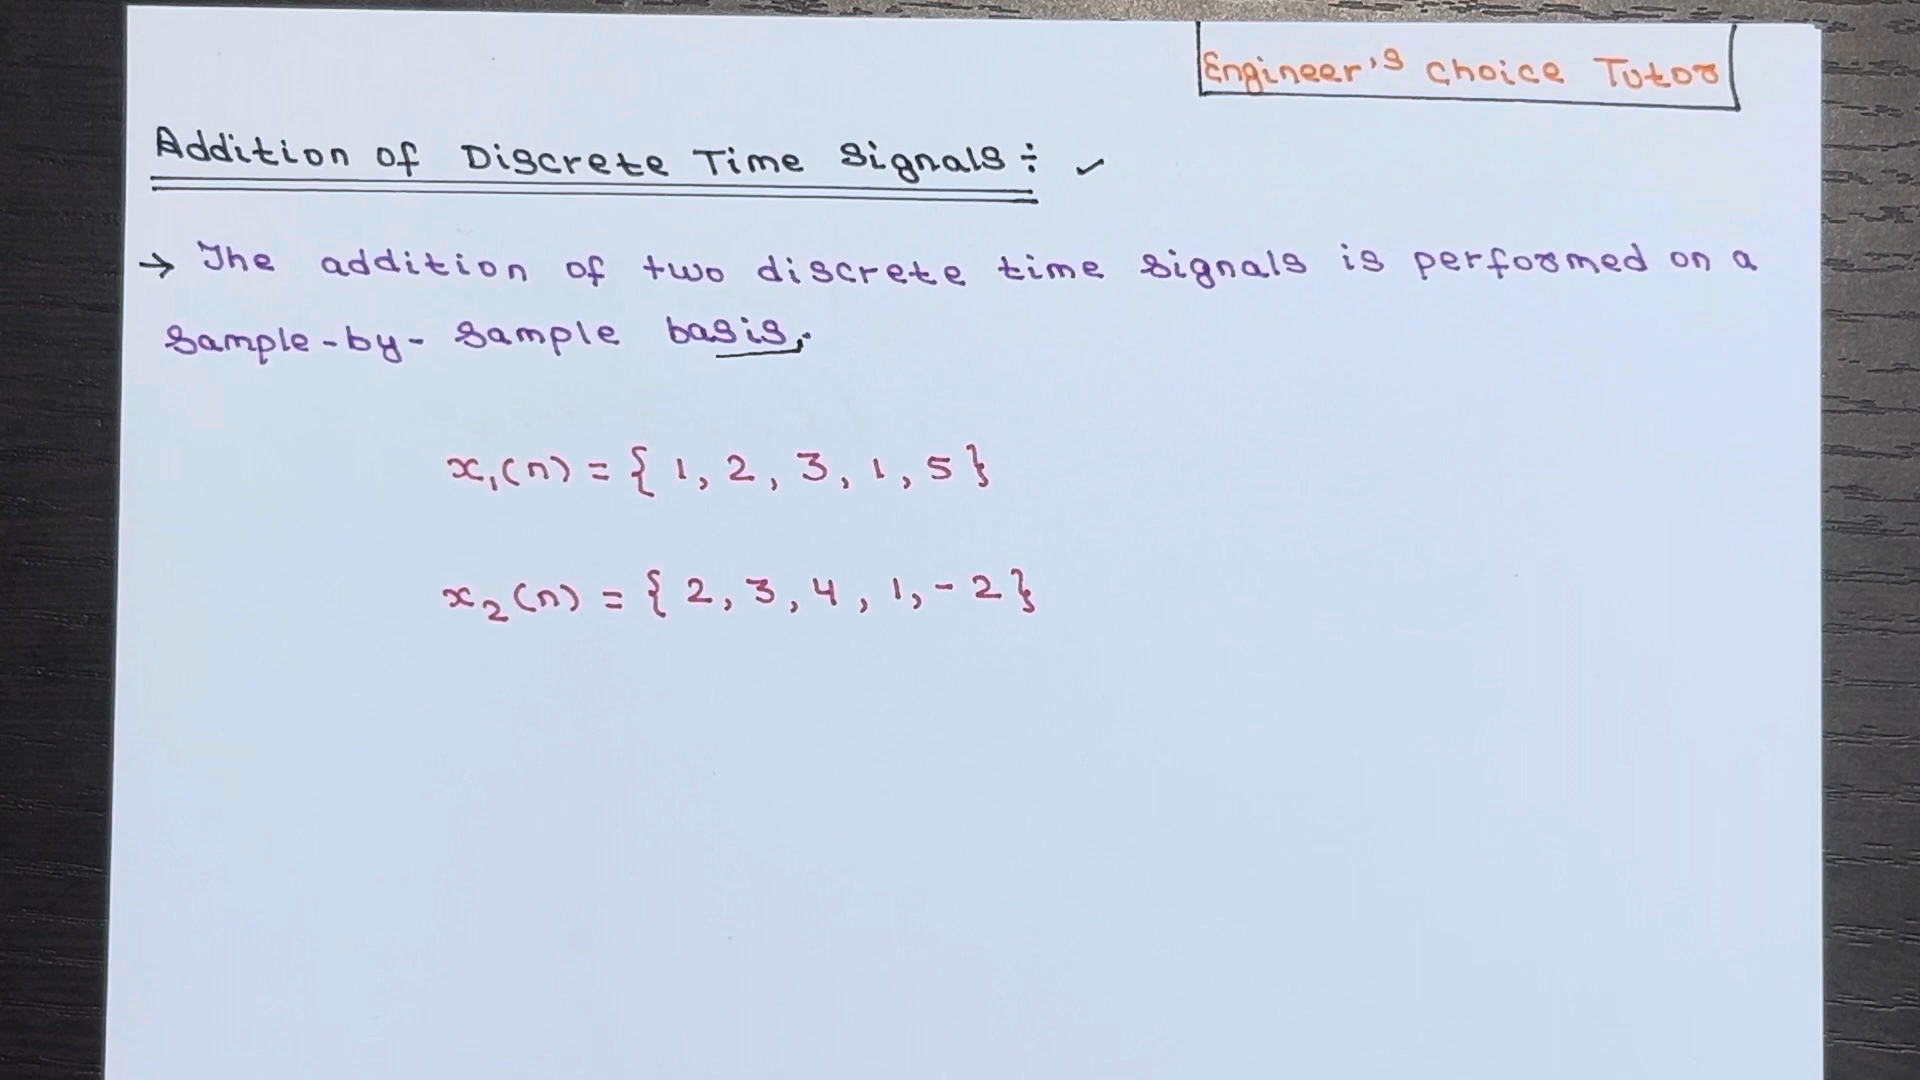 Engineer's Choice Tutor
Addition of Discrete Time Signals ÷ ✓
→ The addition of two discrete time signals is performed on a
sample-by-sample basis.
x₁(n) = { 1, 2, 3, 1, 5 }
x₂(n) = { 2, 3, 4, 1, -2 }